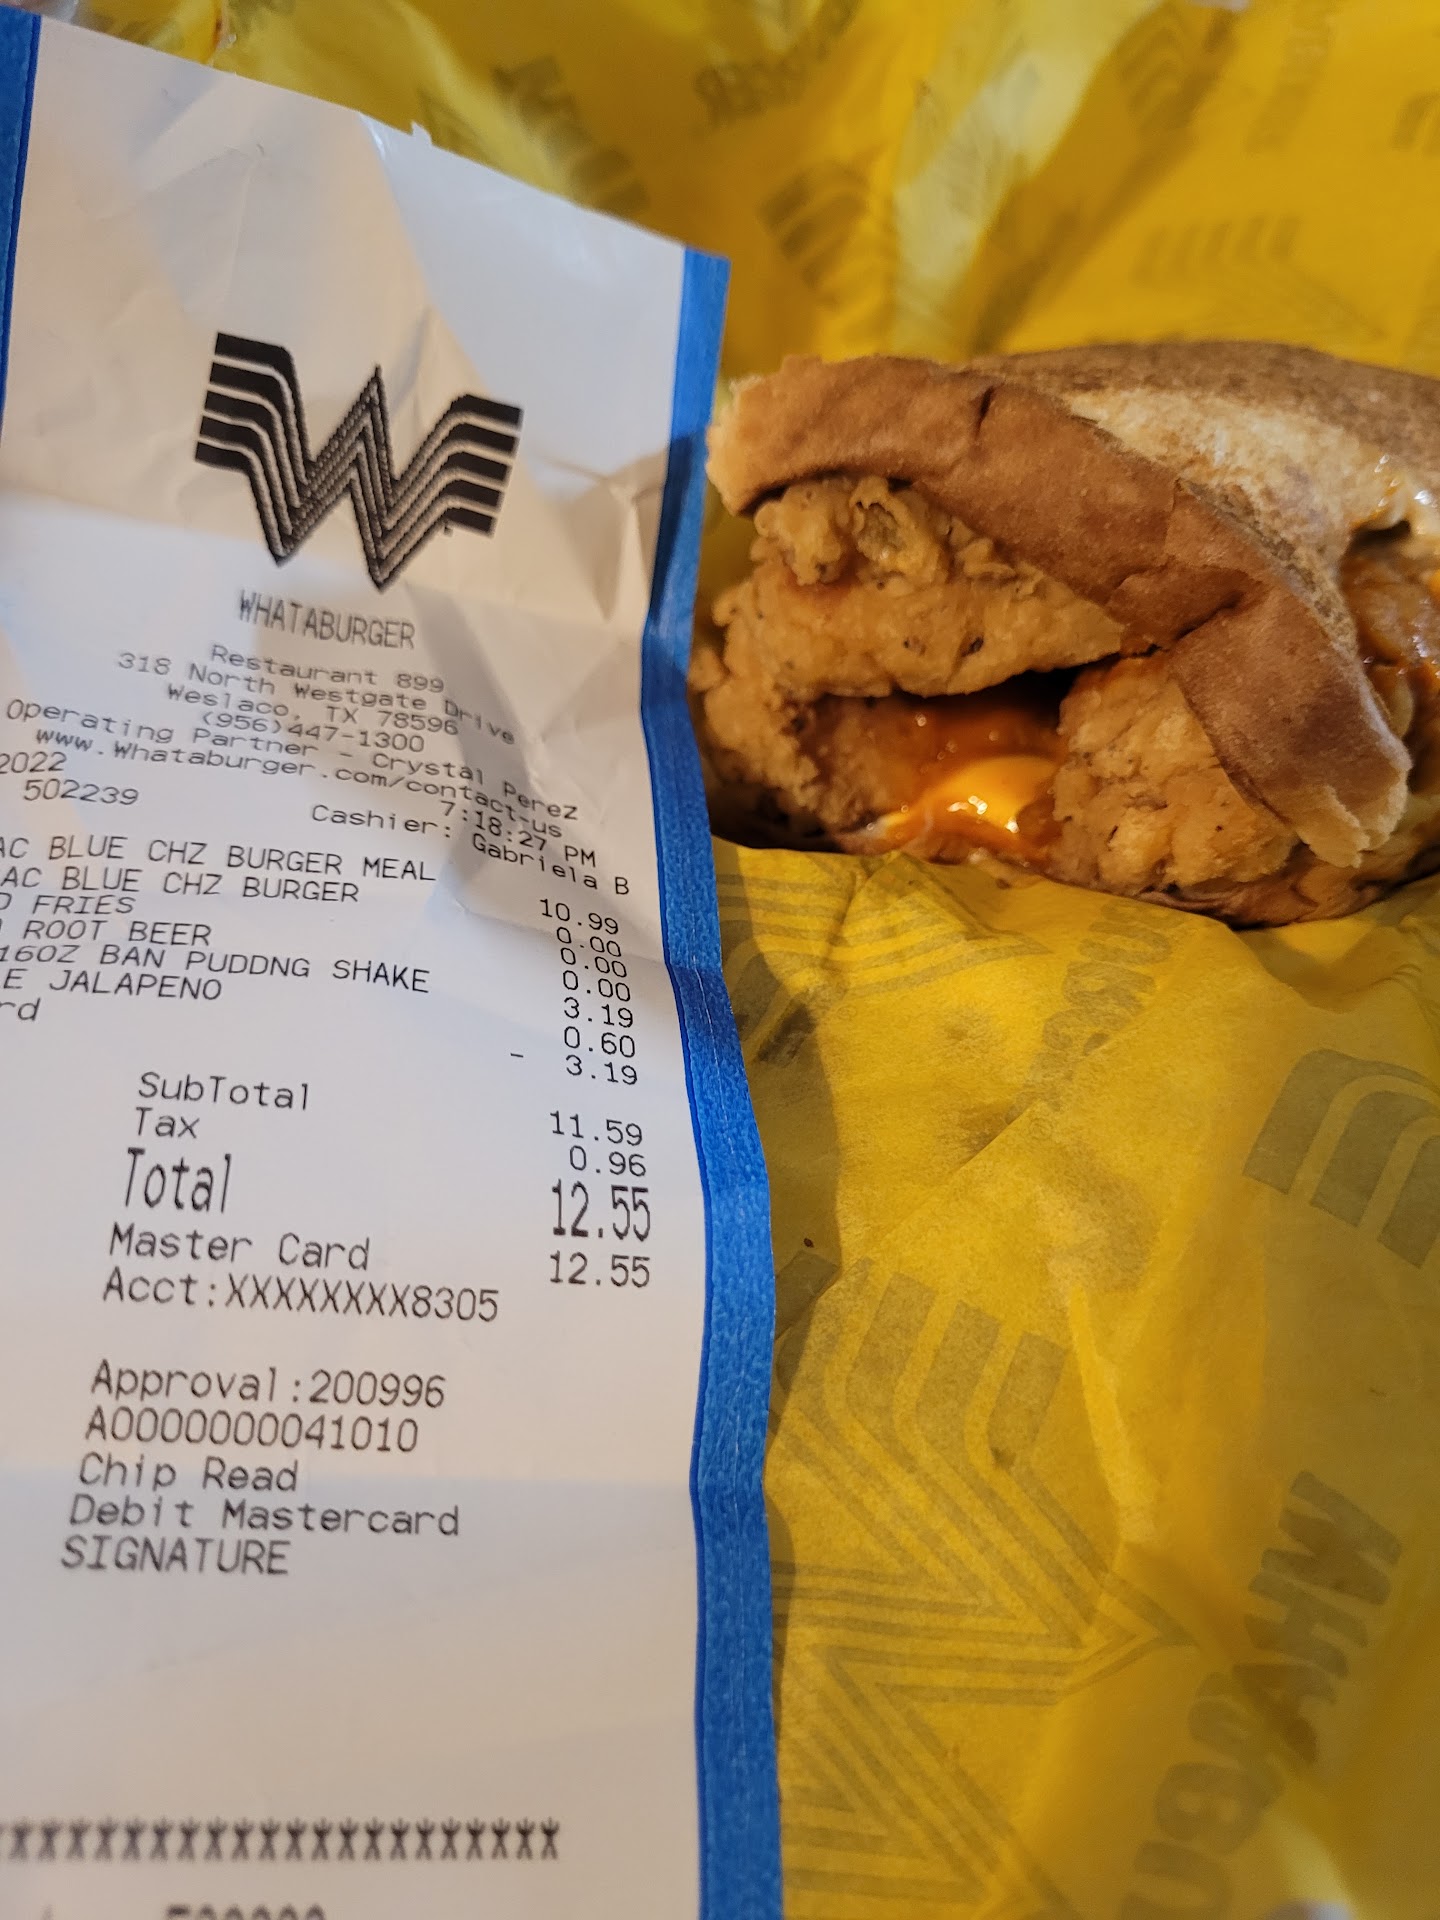 WHATABURGER
Restaurant 899
318 North Westgate Drive
Weslaco, TX 78596
(956)447-1300
Operating Partner - Crystal Perez
www.Whataburger.com/contact-us
2022 7:18:27 PM
502239 Cashier: Gabriela B
AC BLUE CHZ BURGER MEAL 10.99
AC BLUE CHZ BURGER 0.00
FRIES 0.00
ROOT BEER 0.00
16OZ BAN PUDDNG SHAKE 3.19
E JALAPENO 0.60
rd - 3.19
SubTotal 11.59
Tax 0.96
Total 12.55
Master Card 12.55
Acct:XXXXXXXX8305
Approval:200996
A0000000041010
Chip Read
Debit Mastercard
SIGNATURE